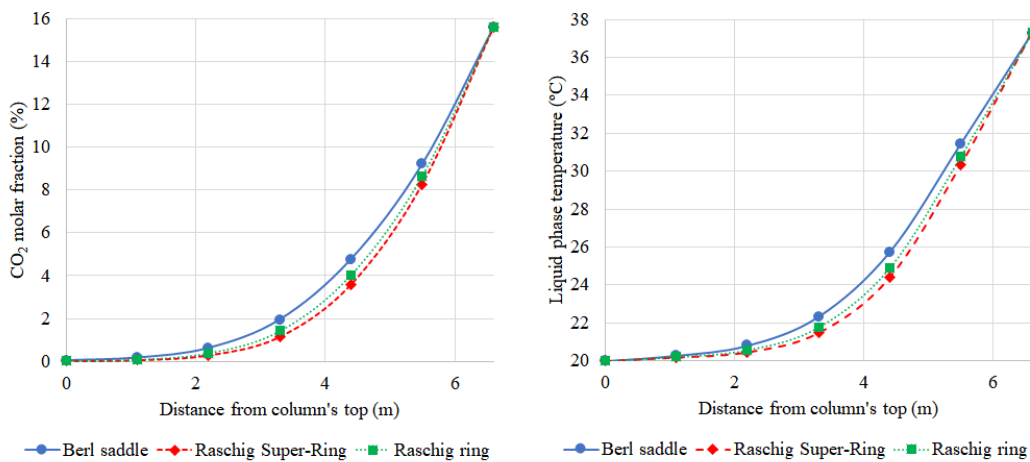 16
14
12
10
8
6
4
2
0
CO2 molar fraction (%)
0 2 4 6
Distance from column's top (m)
Berl saddle Raschig Super-Ring Raschig ring
38
36
34
32
30
28
26
24
22
20
Liquid phase temperature (°C)
0 2 4 6
Distance from column's top (m)
Berl saddle Raschig Super-Ring Raschig ring